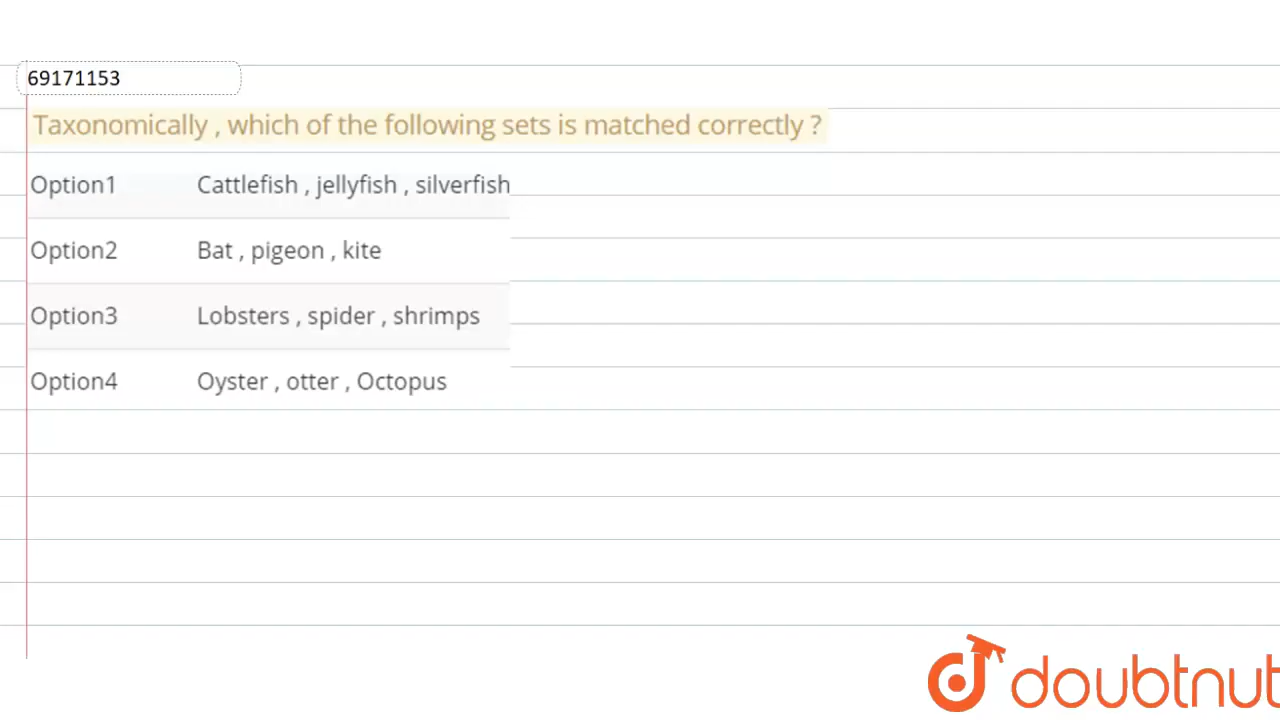 69171153
Taxonomically , which of the following sets is matched correctly ?
Option1 Cattlefish , jellyfish , silverfish
Option2 Bat , pigeon , kite
Option3 Lobsters , spider , shrimps
Option4 Oyster , otter , Octopus
doubtnut